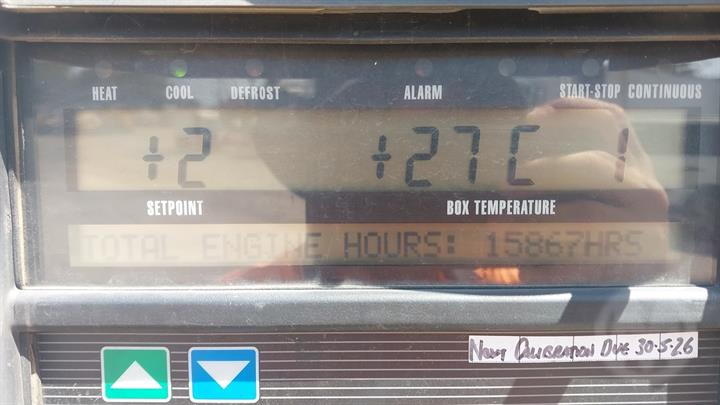 HEAT COOL DEFROST ALARM START-STOP CONTINUOUS
+2 +27C 1
SETPOINT BOX TEMPERATURE
TOTAL ENGINE HOURS: 15867HRS
NEXT CALIBRATION DUE 30-5-26